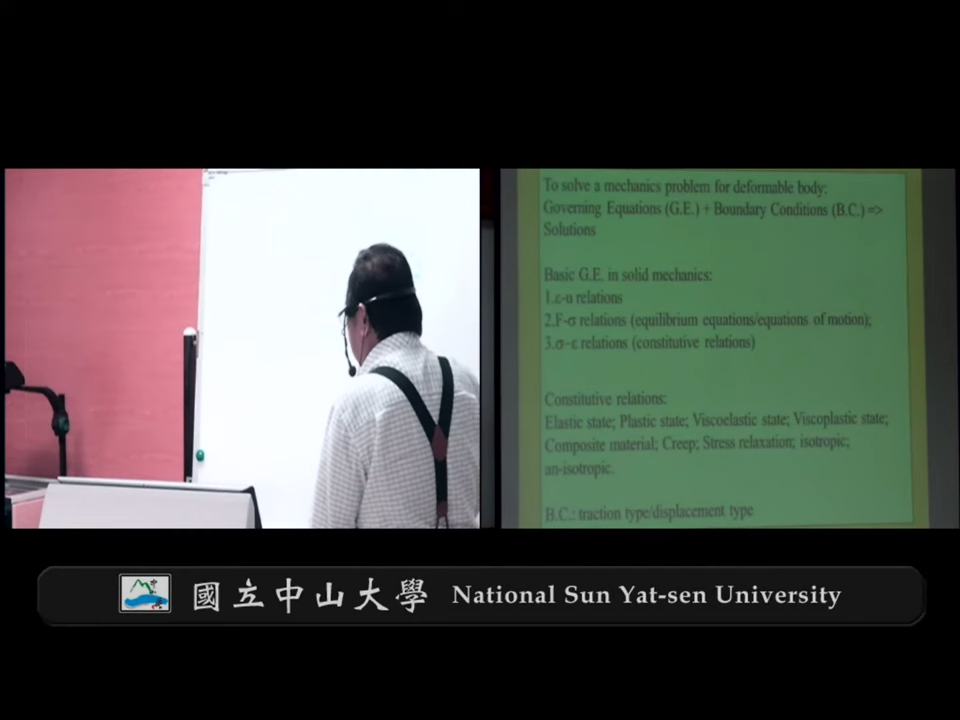 To solve a mechanics problem for deformable body:
Governing Equations (G.E.) + Boundary Conditions (B.C.) =>
Solutions
Basic G.E. in solid mechanics:
1.ε-u relations
2.F-σ relations (equilibrium equations/equations of motion);
3.σ-ε relations (constitutive relations)
Constitutive relations:
Elastic state; Plastic state; Viscoelastic state; Viscoplastic state;
Composite material; Creep; Stress relaxation; isotropic;
an-isotropic.
B.C.: traction type/displacement type
國立中山大學 National Sun Yat-sen University